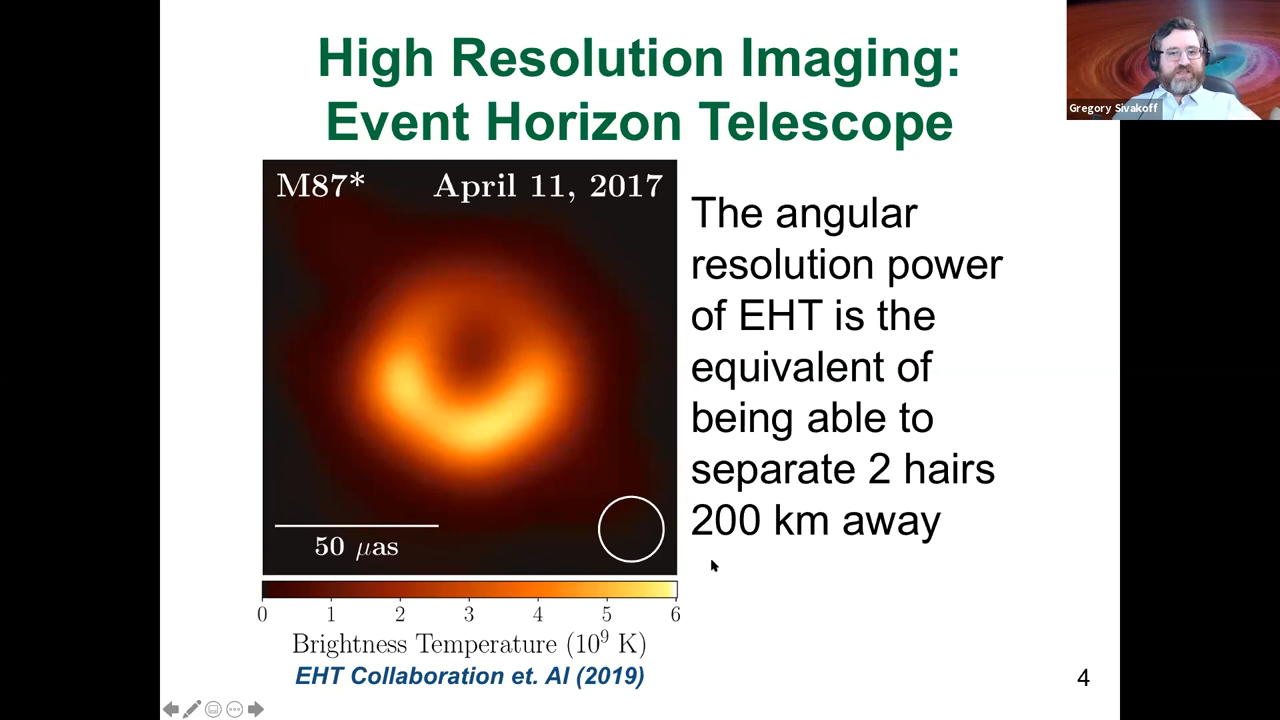 High Resolution Imaging:
Event Horizon Telescope
Gregory Sivakoff
M87* April 11, 2017
The angular
resolution power
of EHT is the
equivalent of
being able to
separate 2 hairs
200 km away
50 μas
0 1 2 3 4 5 6
Brightness Temperature (10⁹ K)
EHT Collaboration et. Al (2019)
4